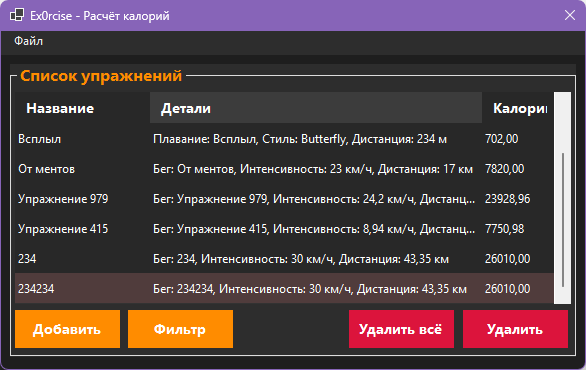 Ex0rcise - Расчёт калорий
Файл
Список упражнений
Название Детали Калории
Всплыл Плавание: Всплыл, Стиль: Butterfly, Дистанция: 234 м 702,00
От ментов Бег: От ментов, Интенсивность: 23 км/ч, Дистанция: 17 км 7820,00
Упражнение 979 Бег: Упражнение 979, Интенсивность: 24,2 км/ч, Дистанц... 23928,96
Упражнение 415 Бег: Упражнение 415, Интенсивность: 8,94 км/ч, Дистанц... 7750,98
234 Бег: 234, Интенсивность: 30 км/ч, Дистанция: 43,35 км 26010,00
234234 Бег: 234234, Интенсивность: 30 км/ч, Дистанция: 43,35 км 26010,00
Добавить Фильтр Удалить всё Удалить